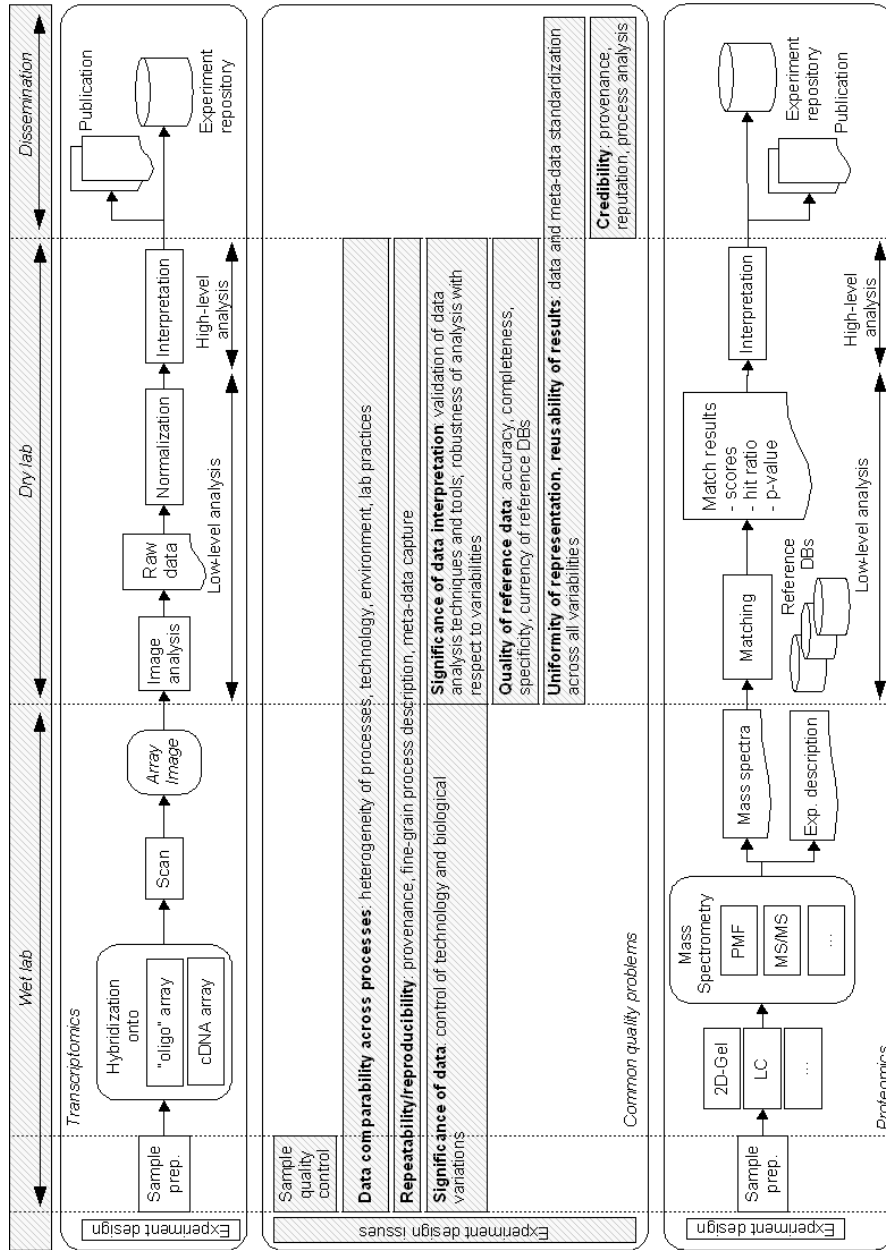 Wet lab
Dry lab
Dissemination
Transcriptomics
Experiment design
Sample
prep.
Hybridization
onto
"oligo" array
cDNA array
Scan
Array
Image
Image
analysis
Raw
data
Normalization
Interpretation
Publication
Experiment
repository
Low-level analysis
High-level
analysis
Experiment design issues
Sample
quality
control
Data comparability across processes: heterogeneity of processes, technology, environment, lab practices
Repeatability/reproducibility: provenance, fine-grain process description, meta-data capture
Significance of data: control of technology and biological
variations
Significance of data interpretation: validation of data
analysis techniques and tools; robustness of analysis with
respect to variabilities
Quality of reference data: accuracy, completeness,
specificity, currency of reference DBs
Uniformity of representation, reusability of results: data and meta-data standardization
across all variabilities
Credibility: provenance,
reputation, process analysis
Common quality problems
Experiment design
Sample
prep.
2D-Gel
LC
...
Mass
Spectrometry
PMF
MS/MS
...
Mass spectra
Exp. description
Matching
Reference
DBs
Match results
- scores
- hit ratio
- p-value
Interpretation
Experiment
repository
Publication
Low-level analysis
High-level
analysis
Proteomics